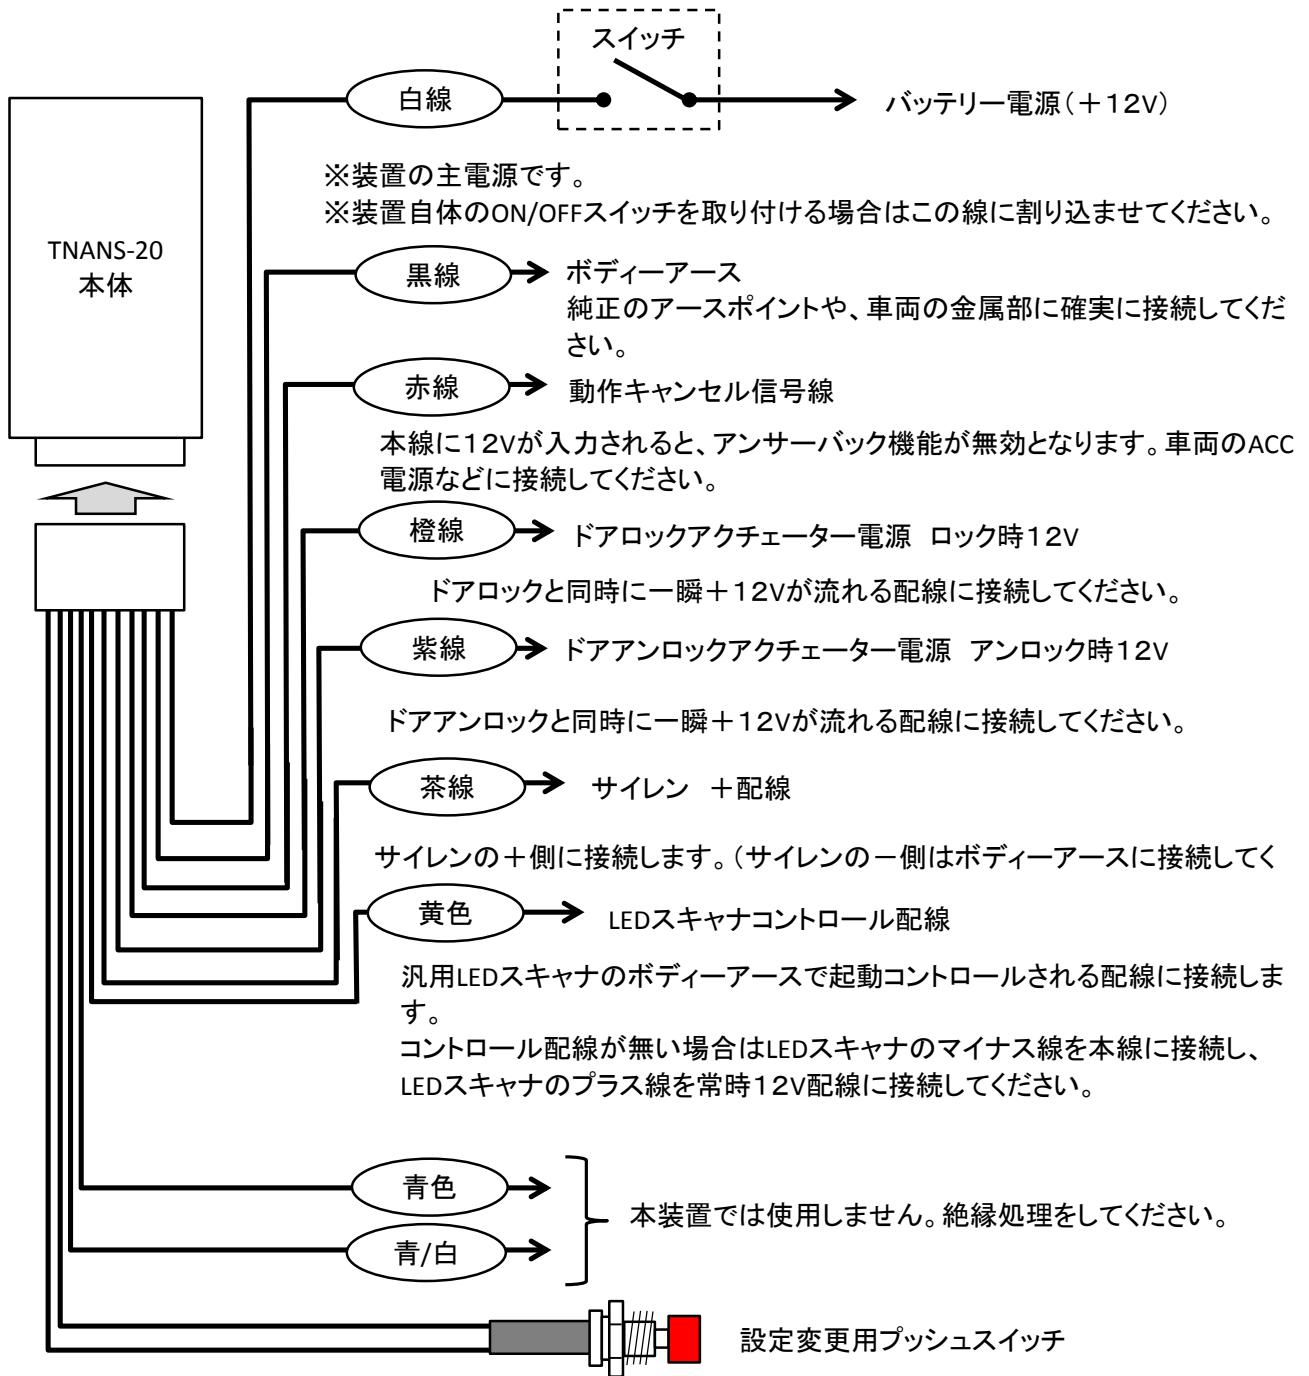 スイッチ
白線
バッテリー電源(＋１２V)
※装置の主電源です。
※装置自体のON/OFFスイッチを取り付ける場合はこの線に割り込ませてください。
TNANS-20
本体
黒線
ボディーアース
純正のアースポイントや、車両の金属部に確実に接続してくだ
さい。
赤線
動作キャンセル信号線
本線に１２Vが入力されると、アンサーバック機能が無効となります。車両のACC
電源などに接続してください。
橙線
ドアロックアクチェーター電源　ロック時１２V
ドアロックと同時に一瞬＋１２Vが流れる配線に接続してください。
紫線
ドアアンロックアクチェーター電源　アンロック時１２V
ドアアンロックと同時に一瞬＋１２Vが流れる配線に接続してください。
茶線
サイレン　＋配線
サイレンの＋側に接続します。(サイレンの－側はボディーアースに接続してく
黄色
LEDスキャナコントロール配線
汎用LEDスキャナのボディーアースで起動コントロールされる配線に接続しま
す。
コントロール配線が無い場合はLEDスキャナのマイナス線を本線に接続し、
LEDスキャナのプラス線を常時１２V配線に接続してください。
青色
本装置では使用しません。絶縁処理をしてください。
青/白
設定変更用プッシュスイッチ